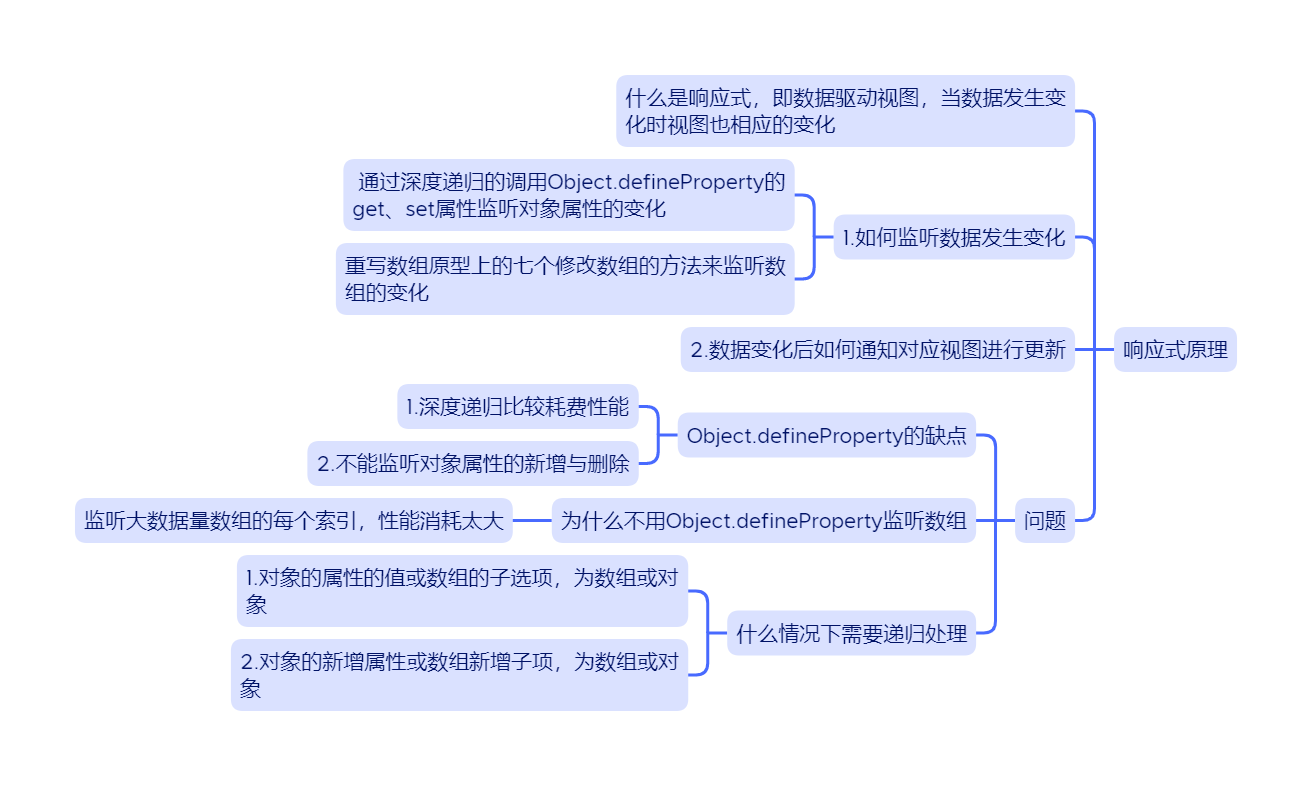 什么是响应式，即数据驱动视图，当数据发生变
化时视图也相应的变化
通过深度递归的调用Object.defineProperty的
get、set属性监听对象属性的变化
1.如何监听数据发生变化
重写数组原型上的七个修改数组的方法来监听数
组的变化
2.数据变化后如何通知对应视图进行更新
响应式原理
1.深度递归比较耗费性能
Object.defineProperty的缺点
2.不能监听对象属性的新增与删除
监听大数据量数组的每个索引，性能消耗太大
为什么不用Object.defineProperty监听数组
问题
1.对象的属性的值或数组的子选项，为数组或对
象
什么情况下需要递归处理
2.对象的新增属性或数组新增子项，为数组或对
象